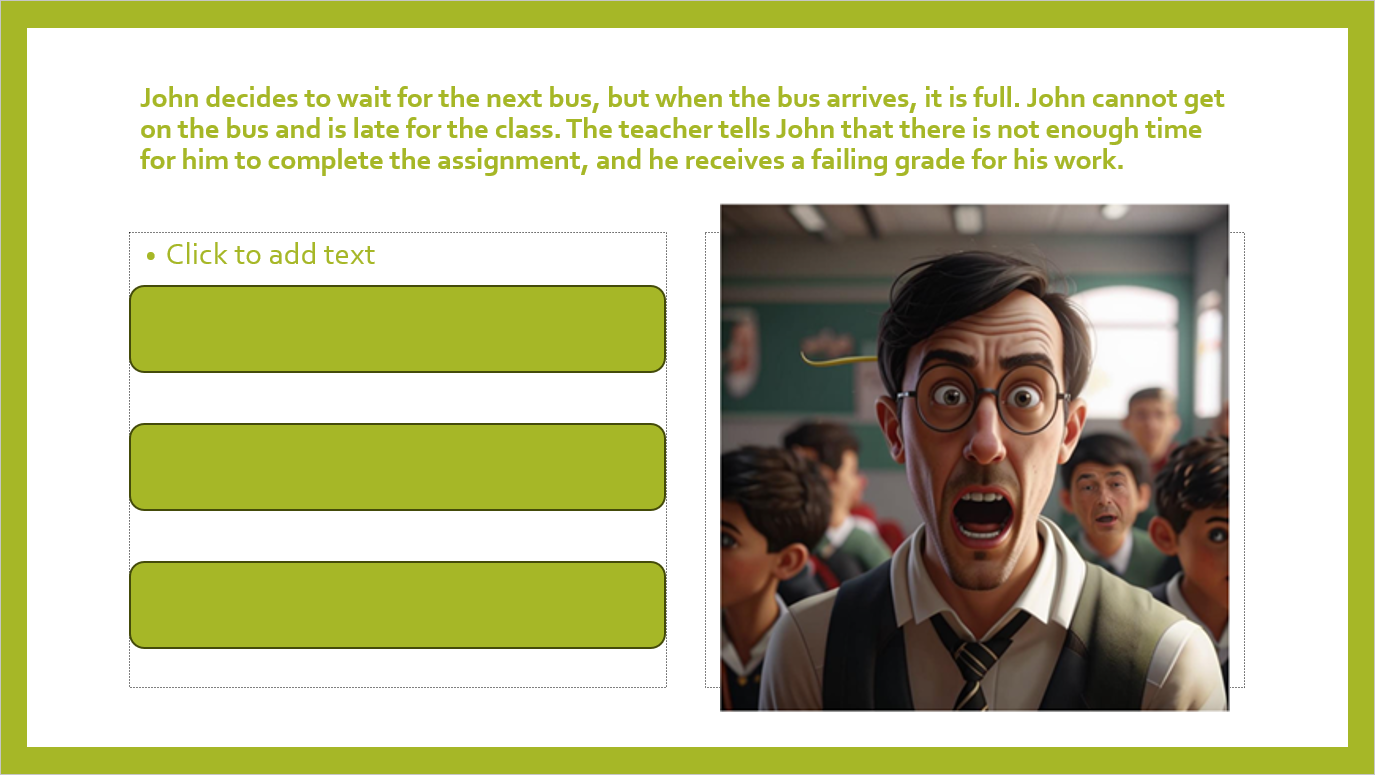 John decides to wait for the next bus, but when the bus arrives, it is full. John cannot get
on the bus and is late for the class. The teacher tells John that there is not enough time
for him to complete the assignment, and he receives a failing grade for his work.
• Click to add text